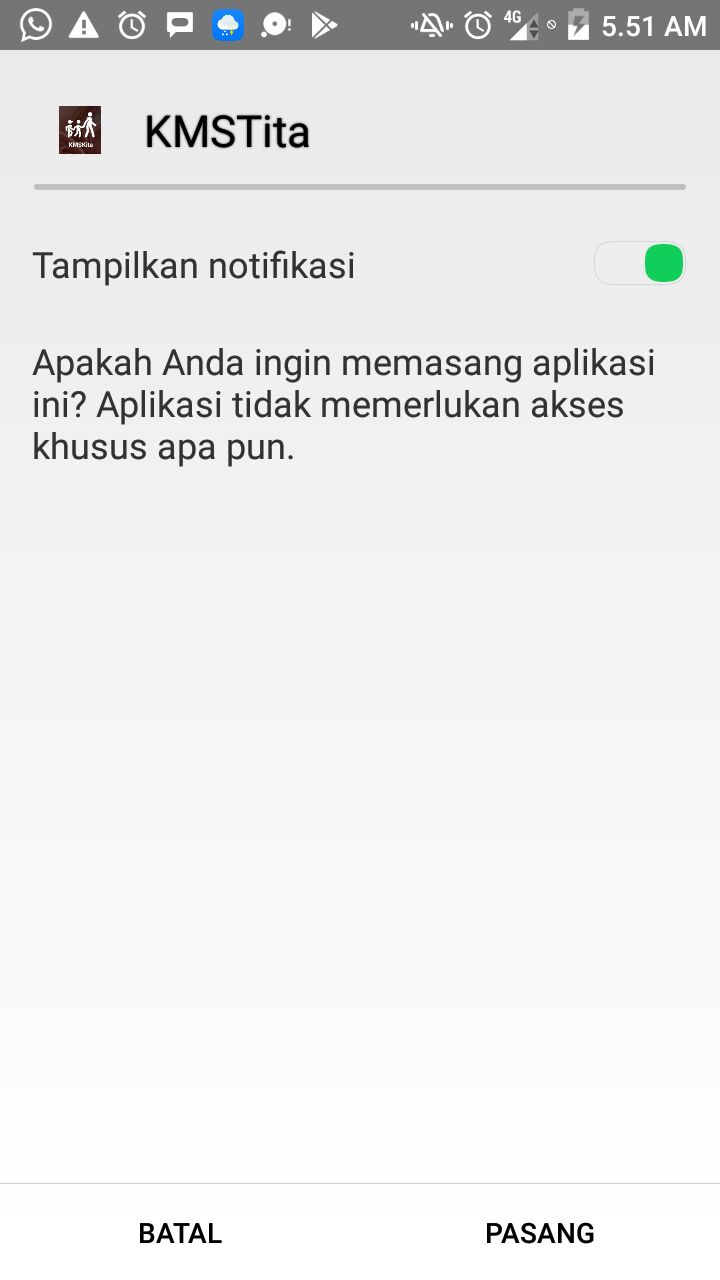 4G 5.51 AM
KMSKita
KMSTita
Tampilkan notifikasi
Apakah Anda ingin memasang aplikasi
ini? Aplikasi tidak memerlukan akses
khusus apa pun.
BATAL PASANG